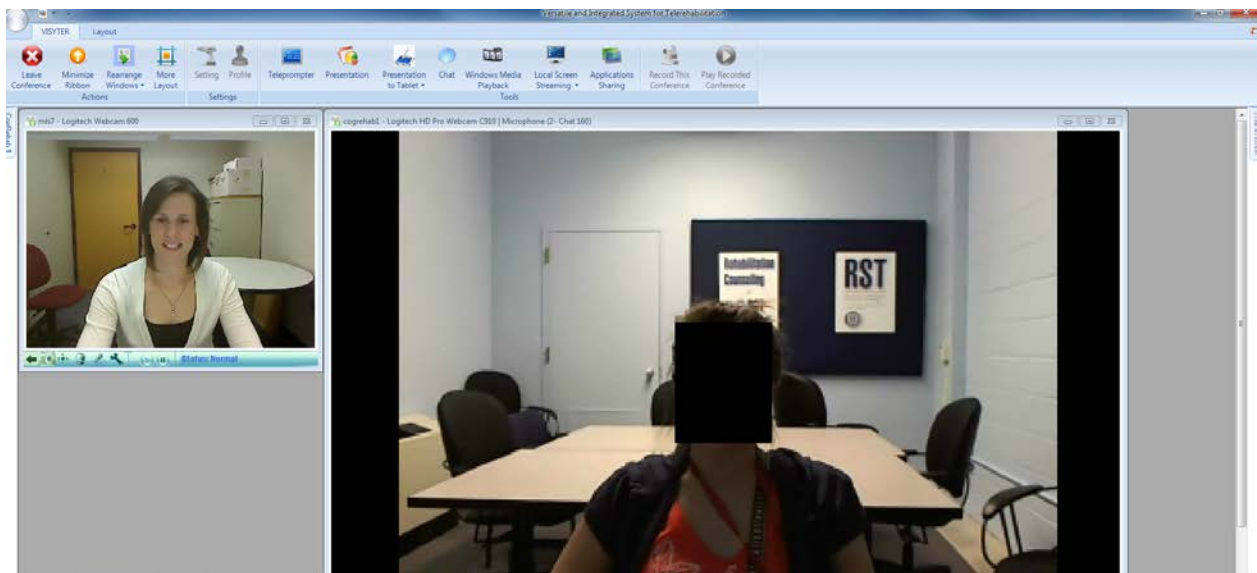 Versatile and Integrated System for Telerehabilitation
VISYTER Layout
Leave Conference
Minimize Ribbon
Rearrange Windows
More Layout
Setting
Profile
Teleprompter
Presentation
Presentation to Tablet
Chat
Windows Media Playback
Local Screen Streaming
Applications Sharing
Record This Conference
Play Recorded Conference
Actions
Settings
Tools
mhs7 - Logitech Webcam 600
cogrehab1 - Logitech HD Pro Webcam C910 | Microphone (2- Chat 160)
Rehabilitation
Counseling
RST
Status: Normal